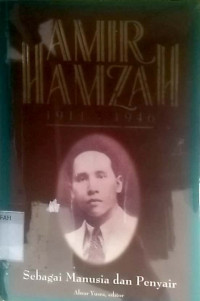 AMIR
HAMZAH
1911 - 1946
Sebagai Manusia dan Penyair
Abrar Yusra, editor